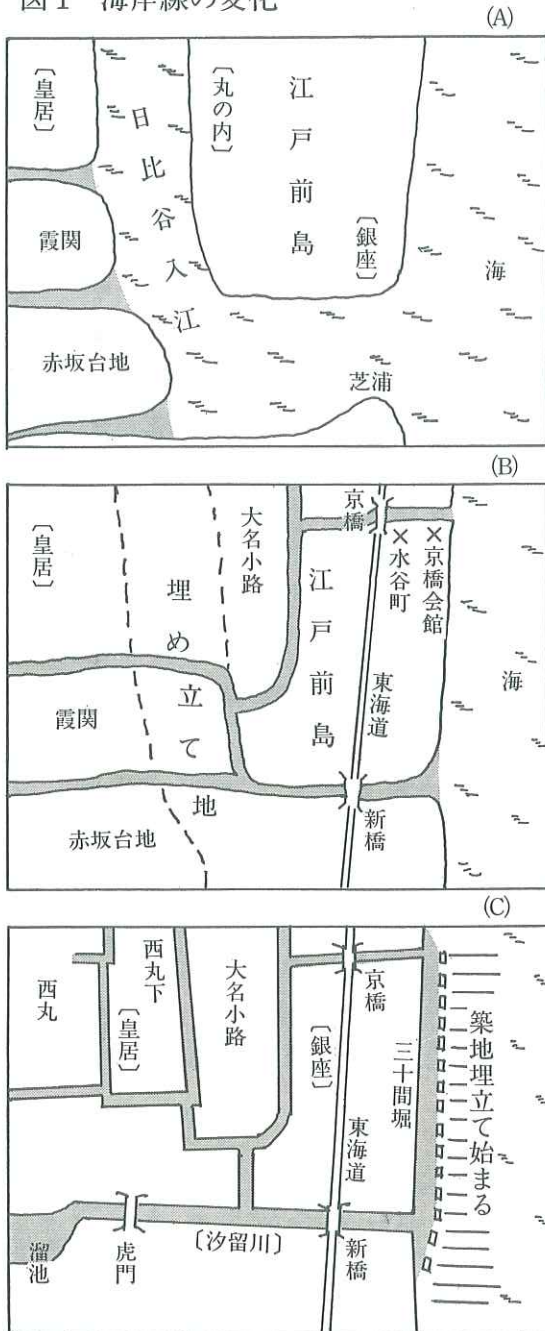 図1 海岸線の変化
(A)
〔皇居〕
日比谷入江
〔丸の内〕
江戸前島
〔銀座〕
海
霞関
赤坂台地
芝浦
(B)
〔皇居〕
埋め立て地
大名小路
江戸前島
京橋
×水谷町
×京橋会館
東海道
海
霞関
赤坂台地
新橋
(C)
西丸
西丸下
〔皇居〕
大名小路
〔銀座〕
京橋
東海道
三十間堀
築地埋立て始まる
溜池
虎門
〔汐留川〕
新橋